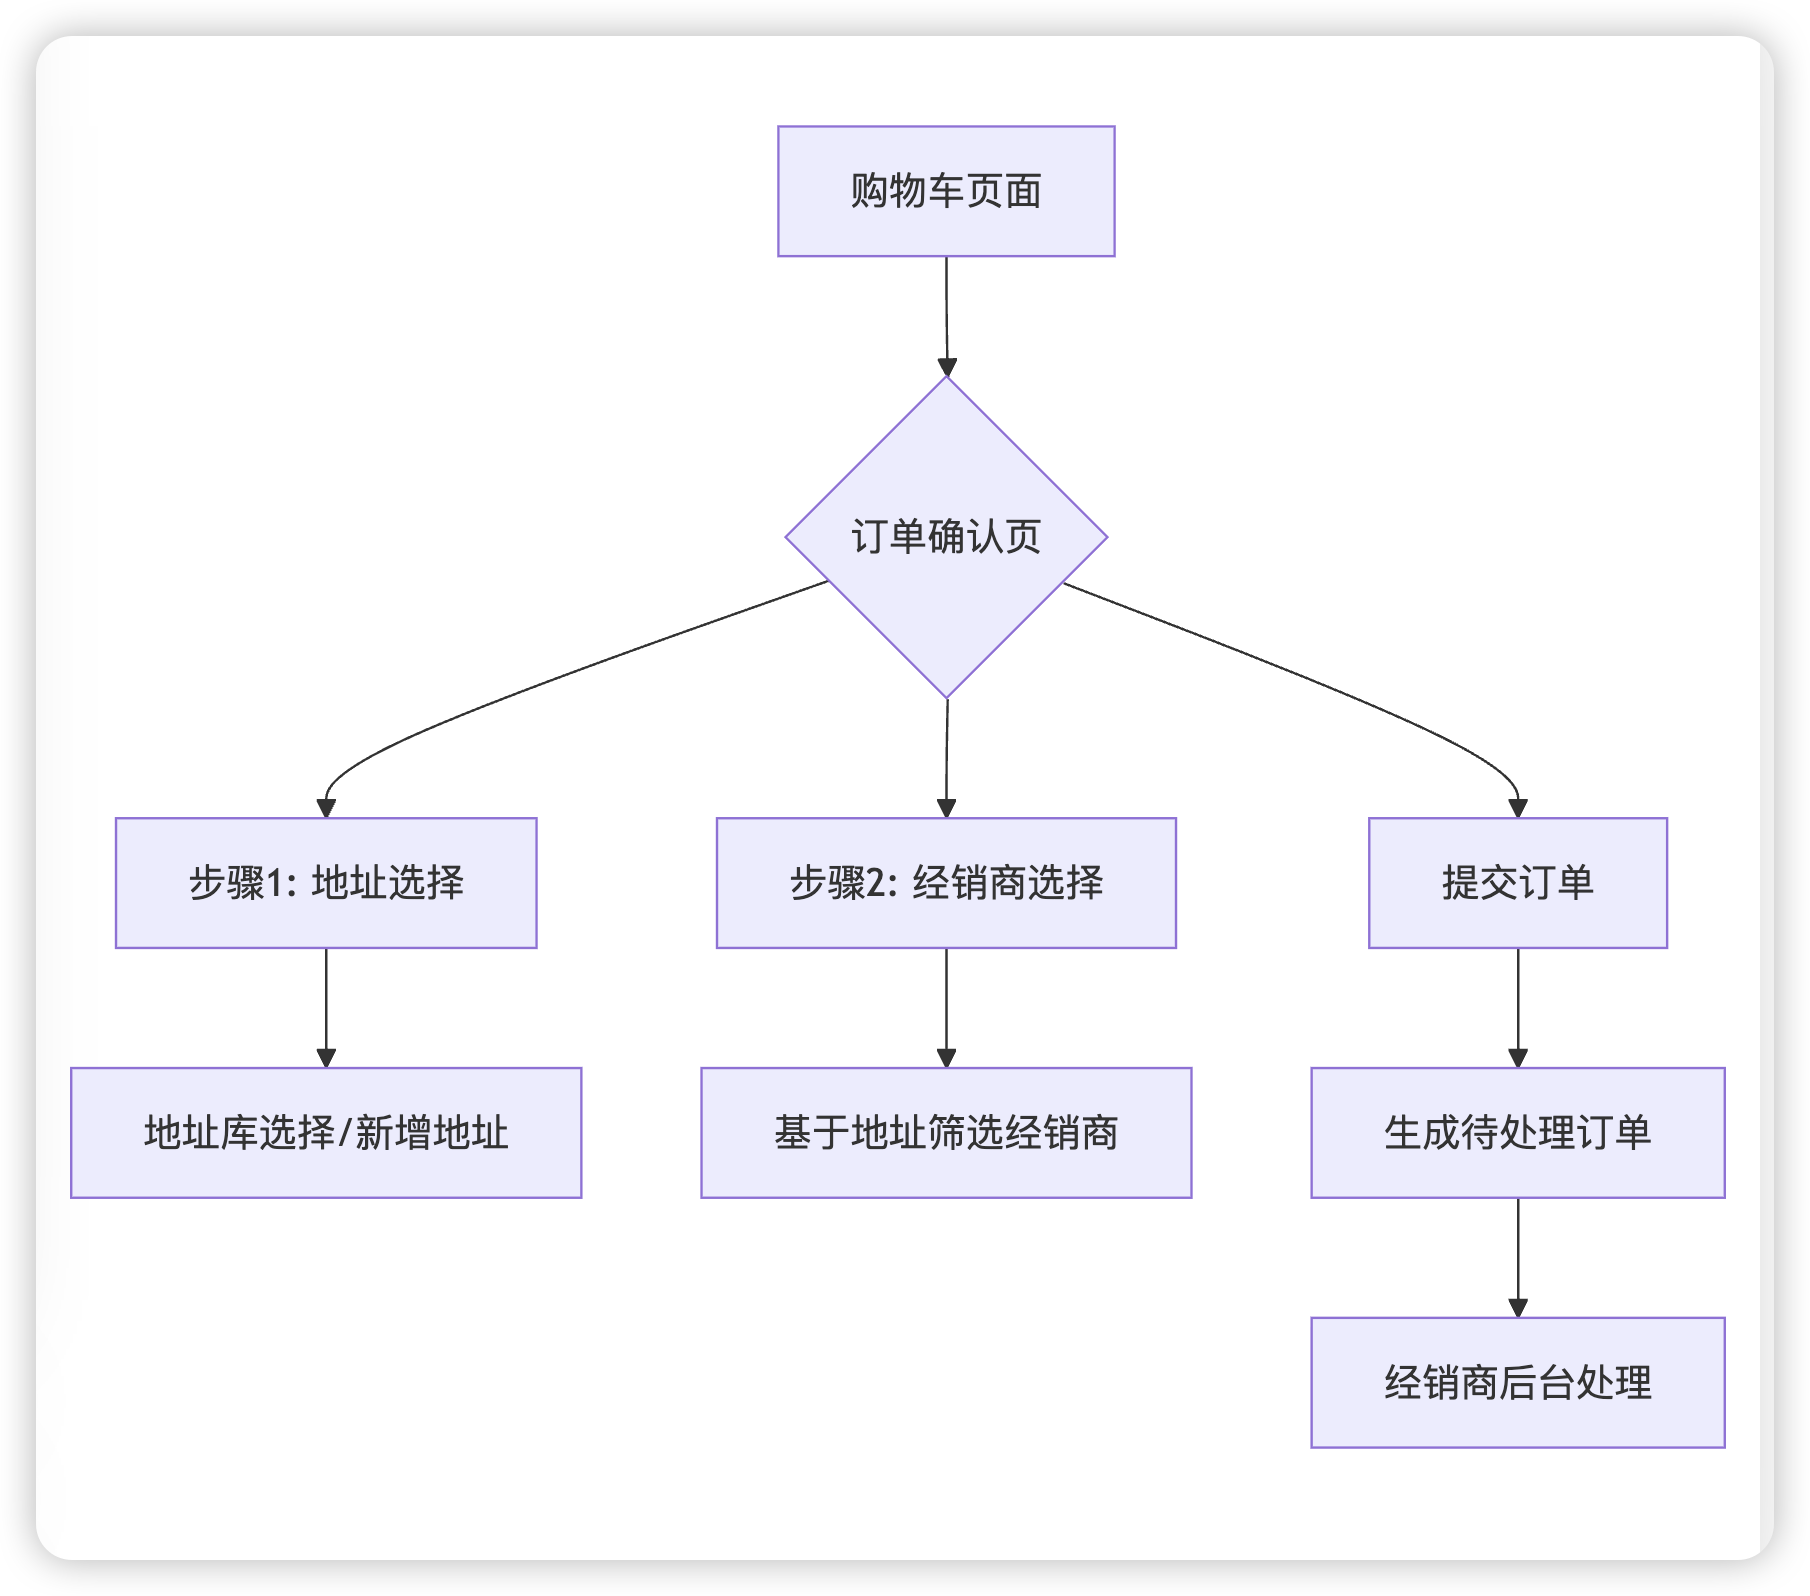 购物车页面
订单确认页
步骤1: 地址选择
步骤2: 经销商选择
提交订单
地址库选择/新增地址
基于地址筛选经销商
生成待处理订单
经销商后台处理